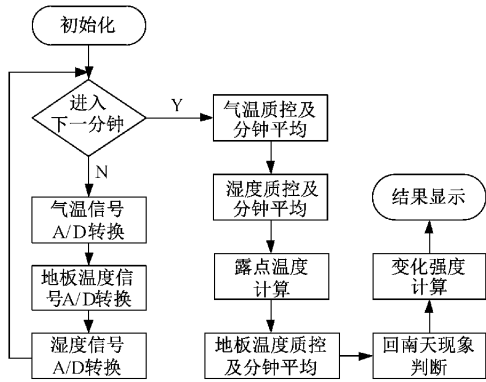 初始化
进入
下一分钟
Y
N
气温信号
A/D转换
地板温度信
号A/D转换
湿度信号
A/D转换
气温质控及
分钟平均
湿度质控及
分钟平均
露点温度
计算
地板温度质控
及分钟平均
回南天现象
判断
变化强度
计算
结果显示